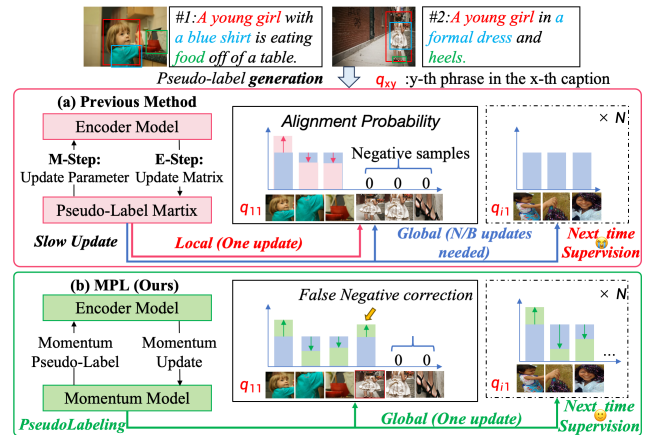 #1:A young girl with
a blue shirt is eating
food off of a table.
#2:A young girl in a
formal dress and
heels.
Pseudo-label generation
qxy :y-th phrase in the x-th caption
(a) Previous Method
Encoder Model
M-Step:
Update Parameter
E-Step:
Update Matrix
Pseudo-Label Martix
Slow Update
Alignment Probability
Negative samples
0 0 0
q11
× N
qi1
Local (One update)
Global (N/B updates
needed)
Next time
Supervision
(b) MPL (Ours)
Encoder Model
Momentum
Pseudo-Label
Momentum
Update
Momentum Model
PseudoLabeling
False Negative correction
0 0
q11
× N
...
qi1
Global (One update)
Next time
Supervision